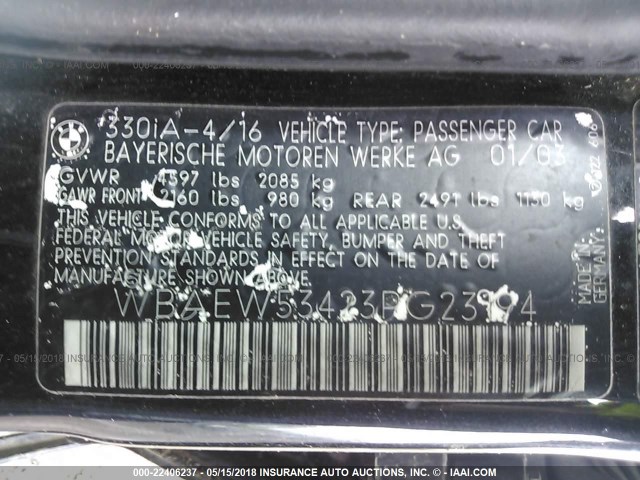 330iA-4/16 VEHICLE TYPE: PASSENGER CAR
BAYERISCHE MOTOREN WERKE AG 01/03
GVWR 4397 lbs 2085 kg
GAWR FRONT 2160 lbs 980 kg REAR 2491 lbs 1130 kg
THIS VEHICLE CONFORMS TO ALL APPLICABLE U.S.
FEDERAL MOTOR VEHICLE SAFETY, BUMPER AND THEFT
PREVENTION STANDARDS IN EFFECT ON THE DATE OF
MANUFACTURE SHOWN ABOVE.
MADE IN
GERMANY
000-22406237 - 05/15/2018 INSURANCE AUTO AUCTIONS INC. - © IAAI.COM